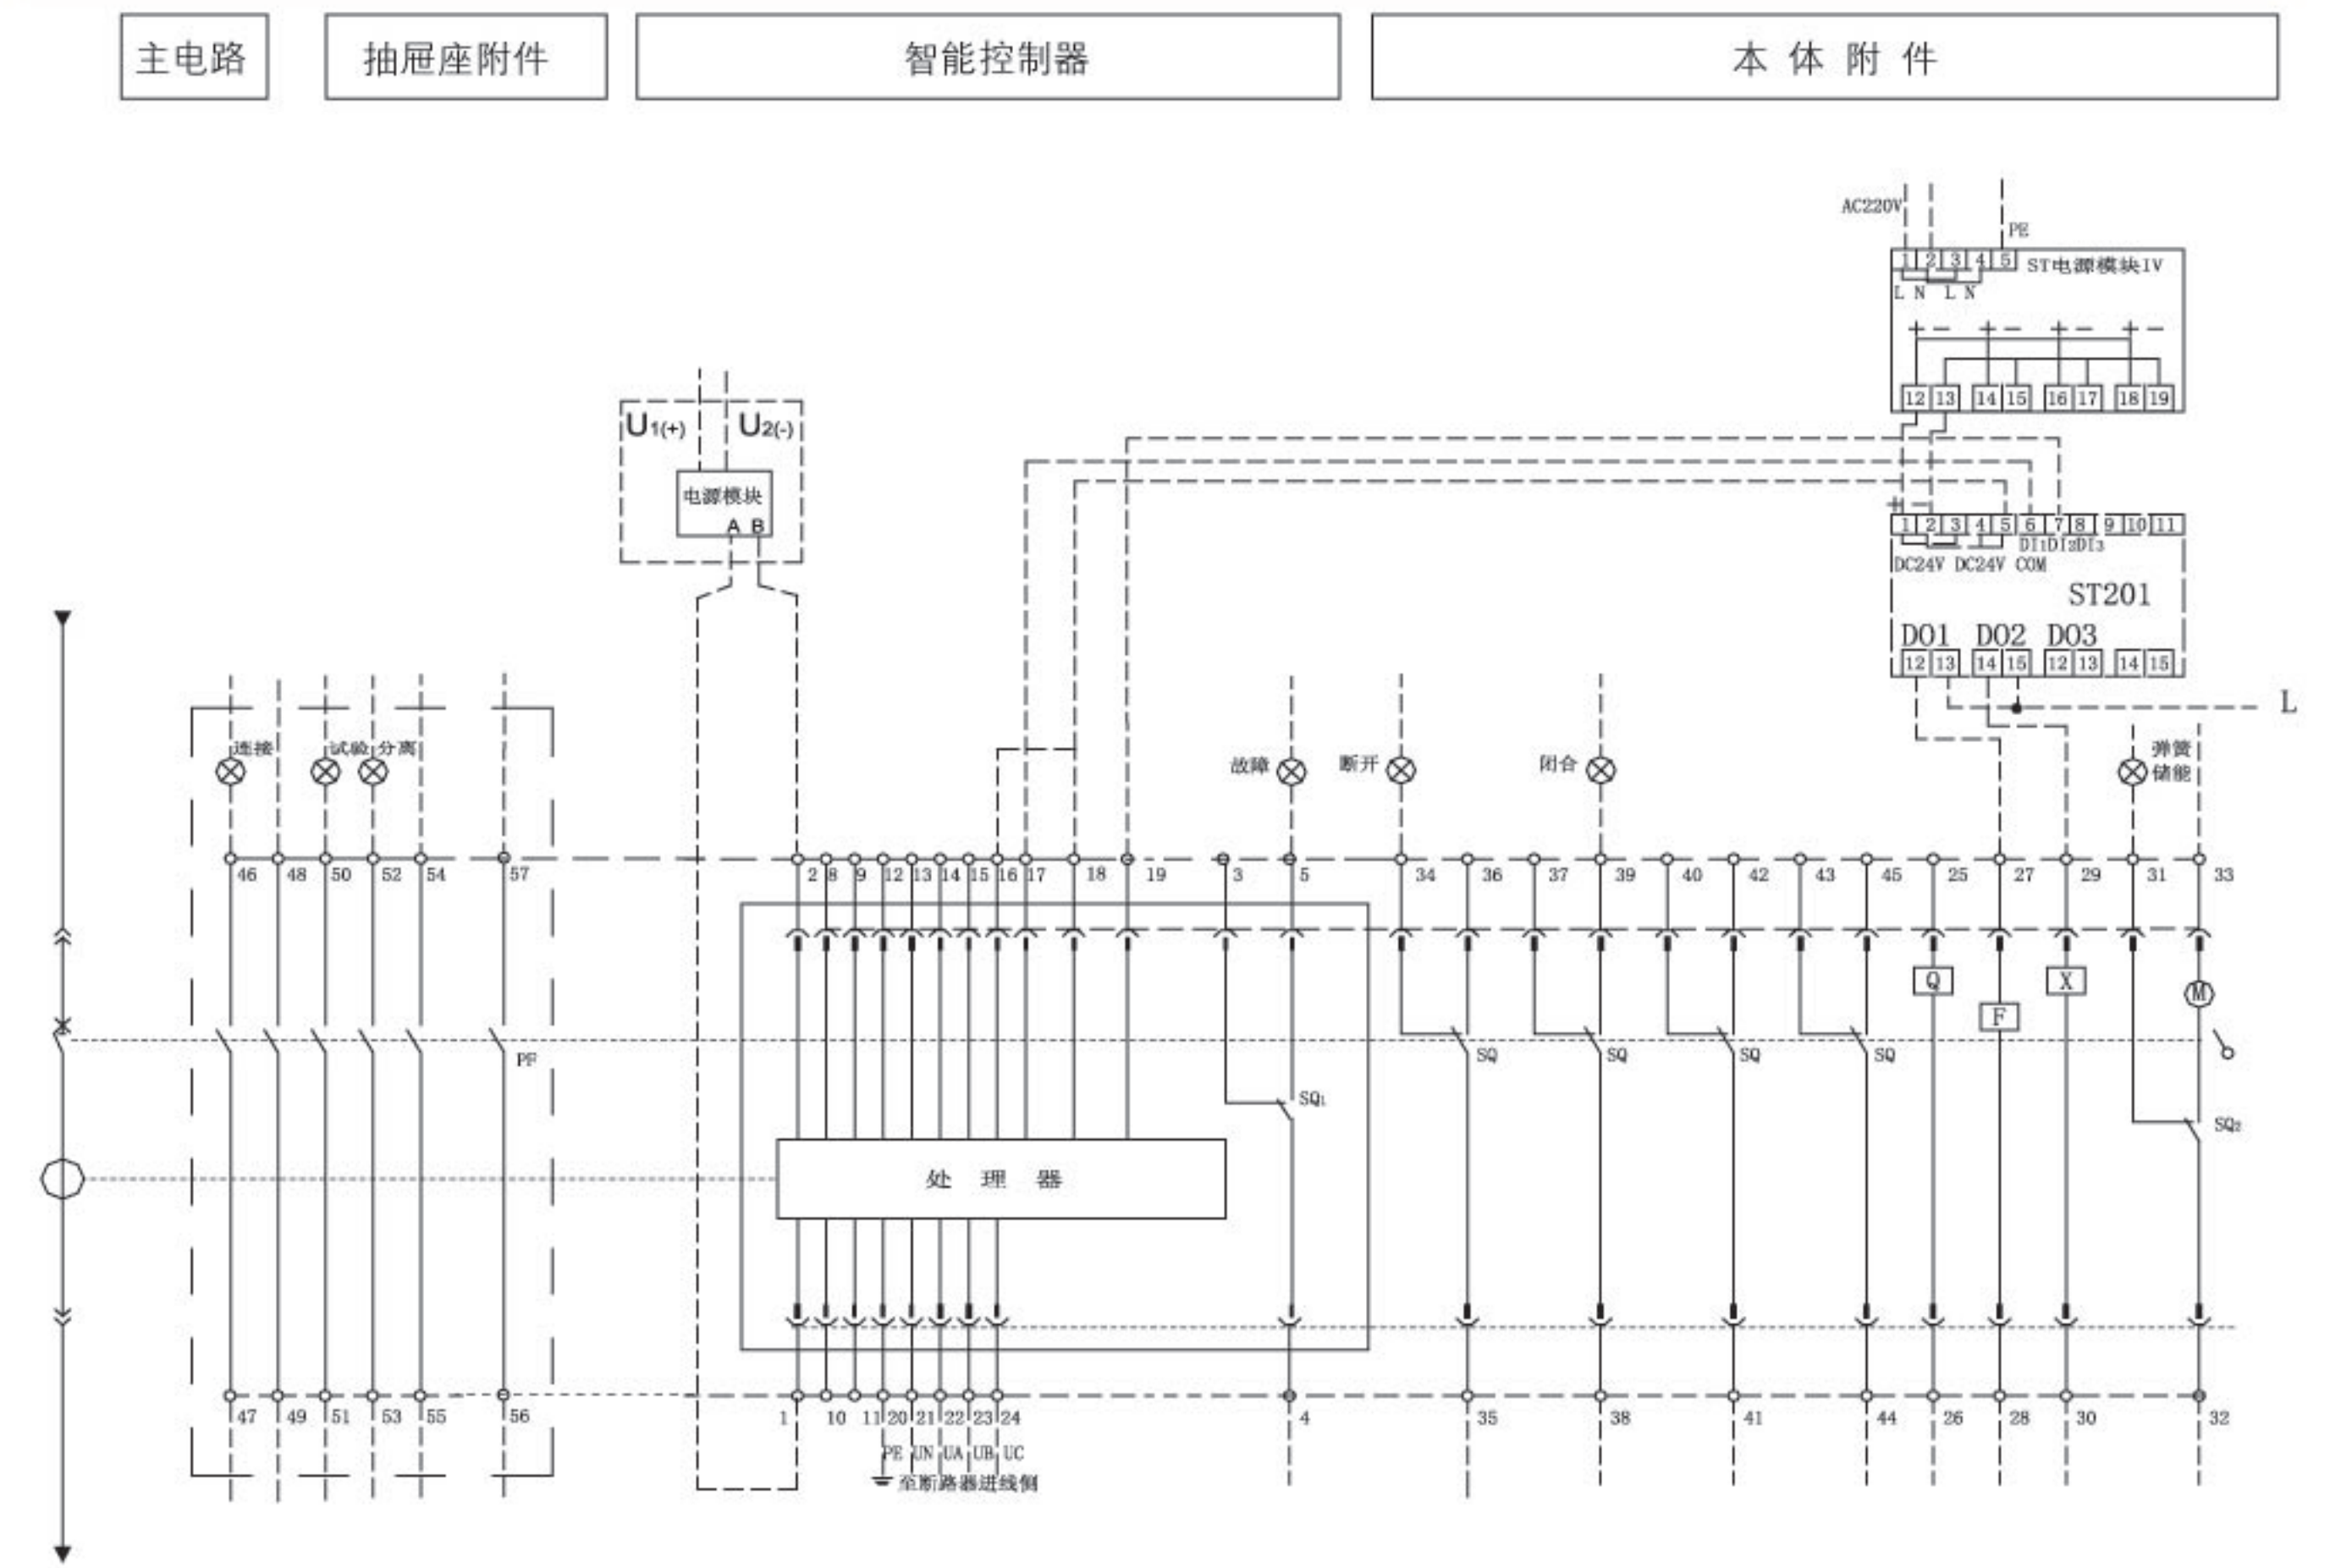 主电路 抽屉座附件 智能控制器 本体附件
AC220V
PE
1 2 3 4 5 ST电源模块IV
L N L N
+ - + - + - + -
12 13 14 15 16 17 18 19
U1(+) U2(-)
电源模块
A B
+ -
1 2 3 4 5 6 7 8 9 10 11
DI1DI2DI3
DC24V DC24V COM
ST201
DO1 DO2 DO3
12 13 14 15 12 13 14 15
L
连接 试验 分离
故障 断开 闭合 弹簧
储能
46 48 50 52 54 57 2 8 9 12 13 14 15 16 17 18 19 3 5 34 36 37 39 40 42 43 45 25 27 29 31 33
Q X M
F
PF SQ SQ SQ SQ
SQ1
SQ2
处理器
47 49 51 53 55 56 1 10 11 20 21 22 23 24 4 35 38 41 44 26 28 30 32
PE UN UA UB UC
至断路器进线侧